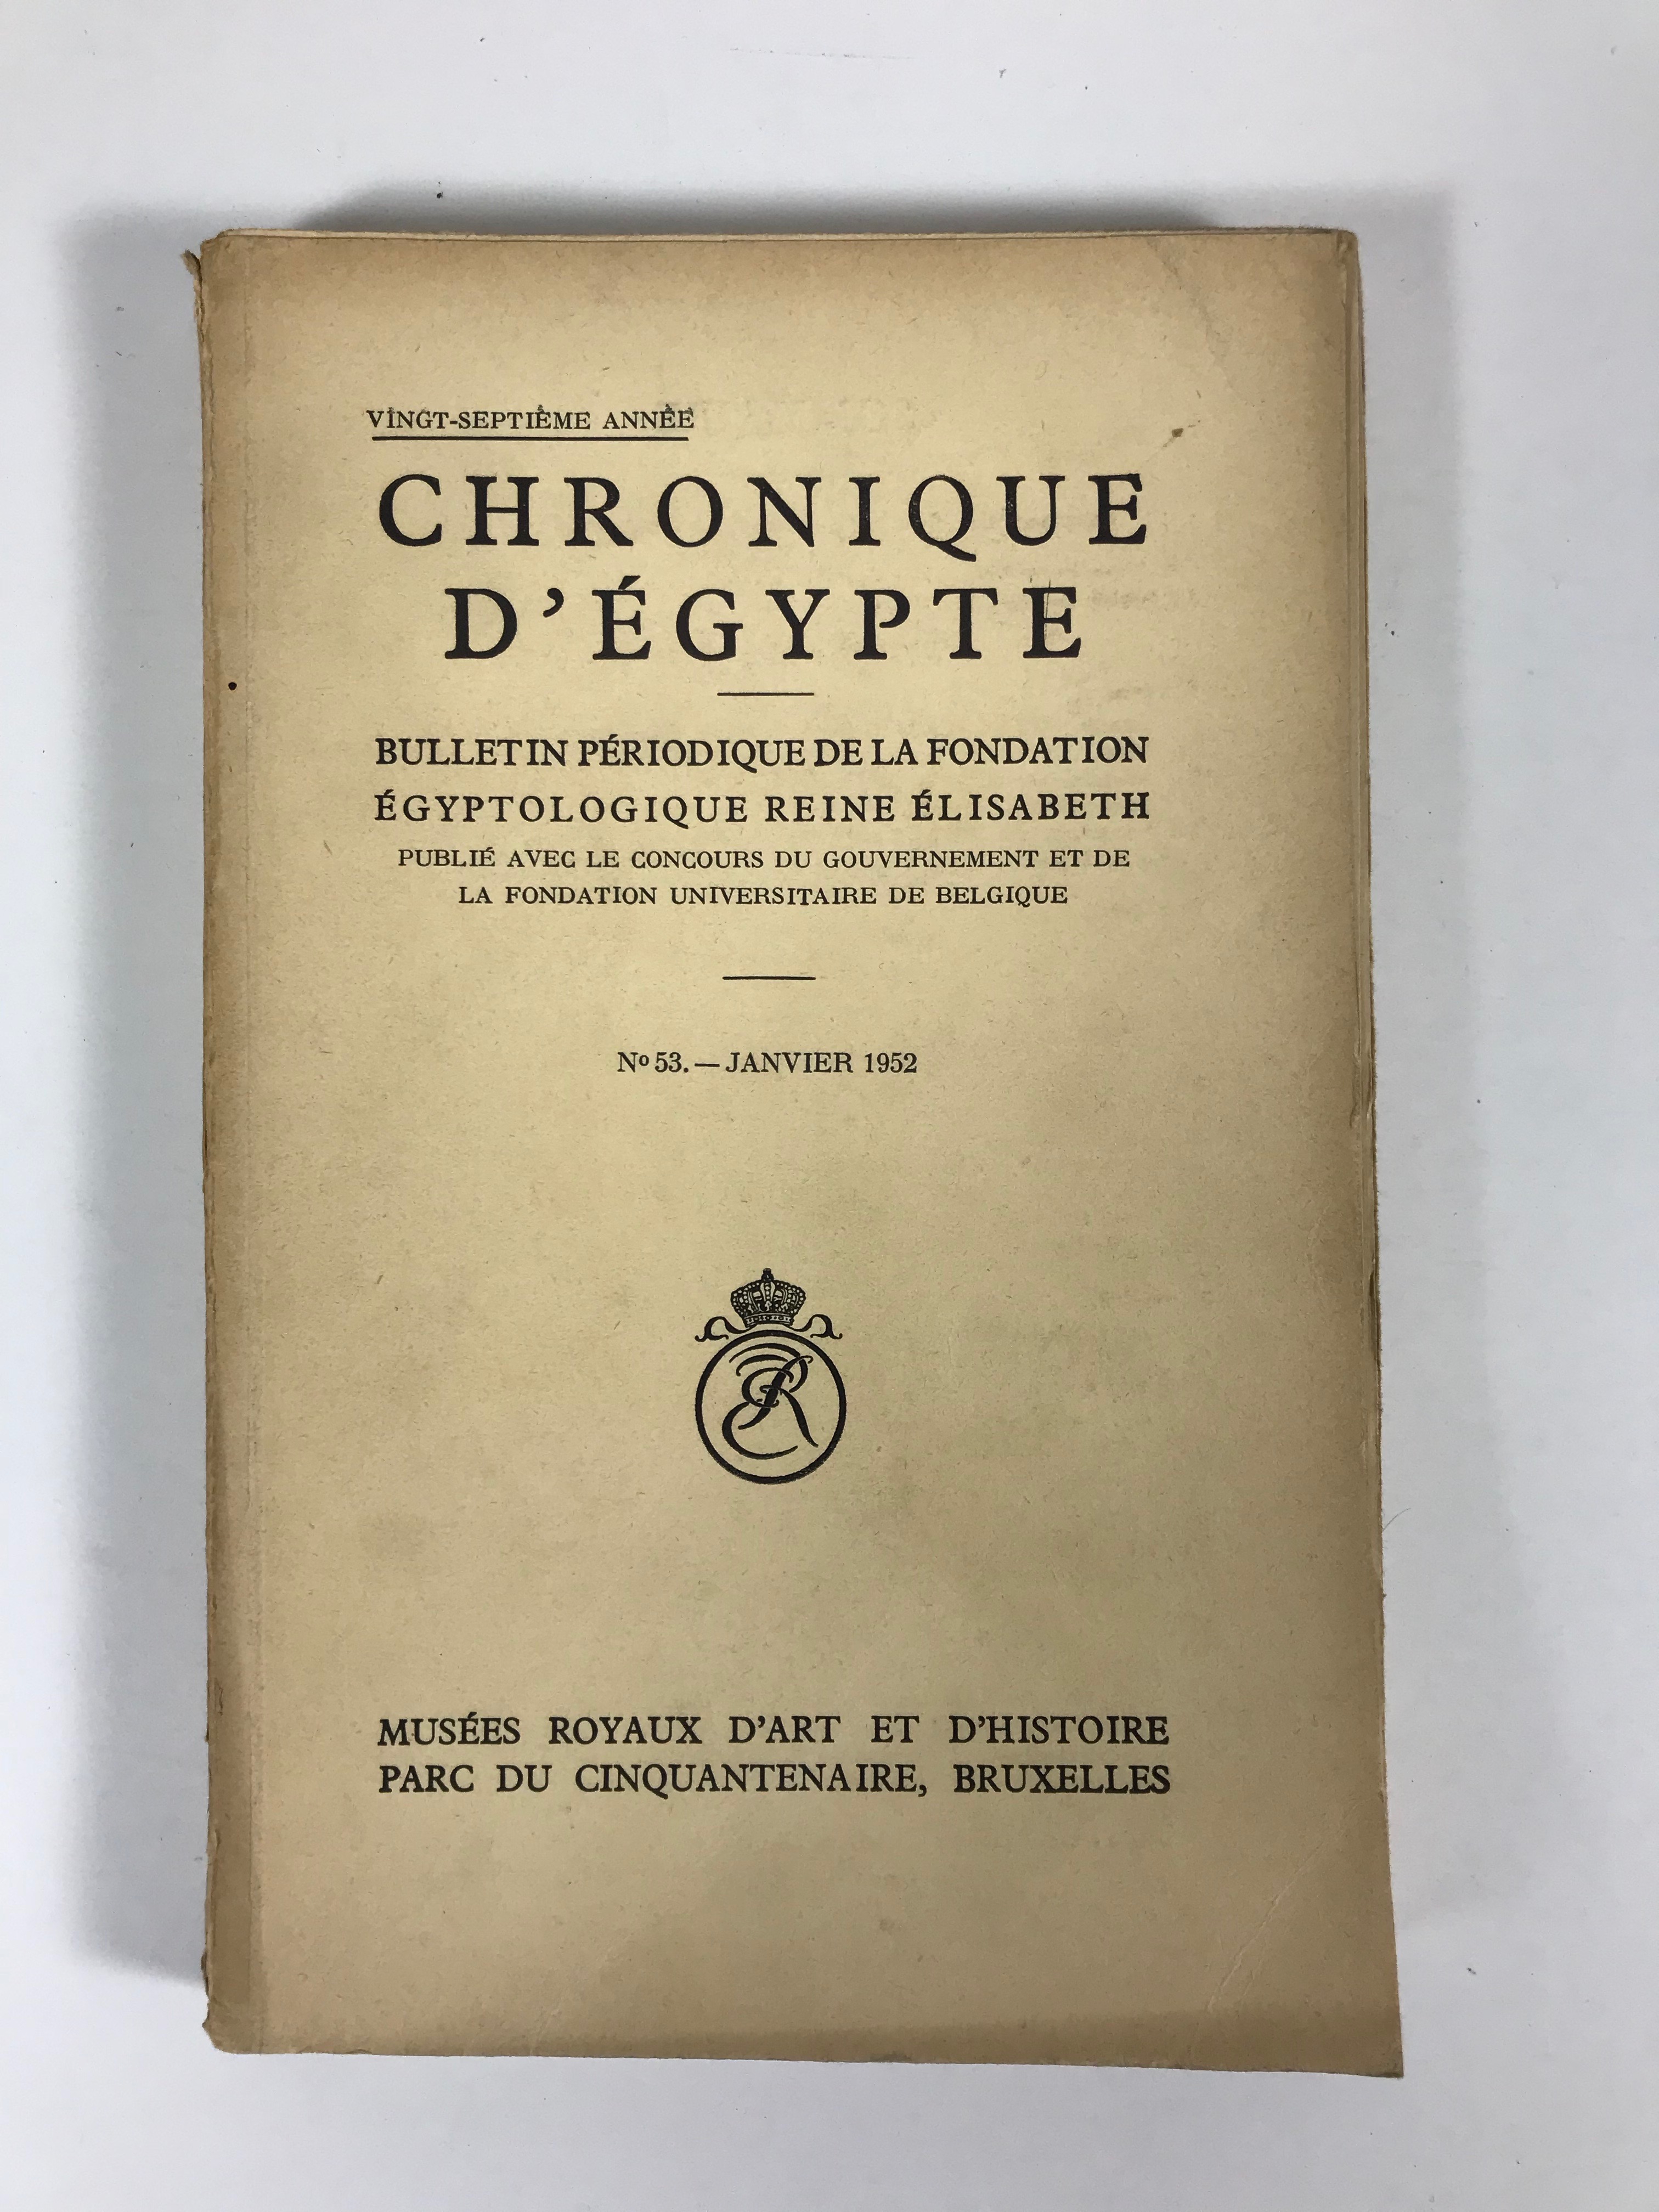 VINGT-SEPTIÈME ANNÉE
CHRONIQUE
D'ÉGYPTE
BULLETIN PÉRIODIQUE DE LA FONDATION
ÉGYPTOLOGIQUE REINE ÉLISABETH
PUBLIÉ AVEC LE CONCOURS DU GOUVERNEMENT ET DE
LA FONDATION UNIVERSITAIRE DE BELGIQUE
Nº 53. — JANVIER 1952
ER
MUSÉES ROYAUX D'ART ET D'HISTOIRE
PARC DU CINQUANTENAIRE, BRUXELLES